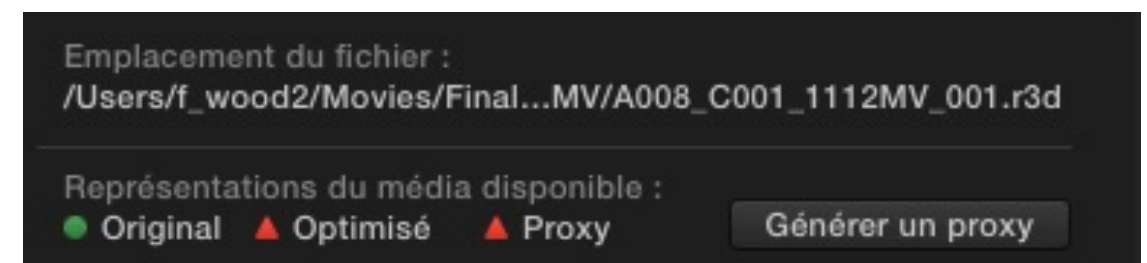 Emplacement du fichier :
/Users/f_wood2/Movies/Final...MV/A008_C001_1112MV_001.r3d
Représentations du média disponible :
Original Optimisé Proxy Générer un proxy